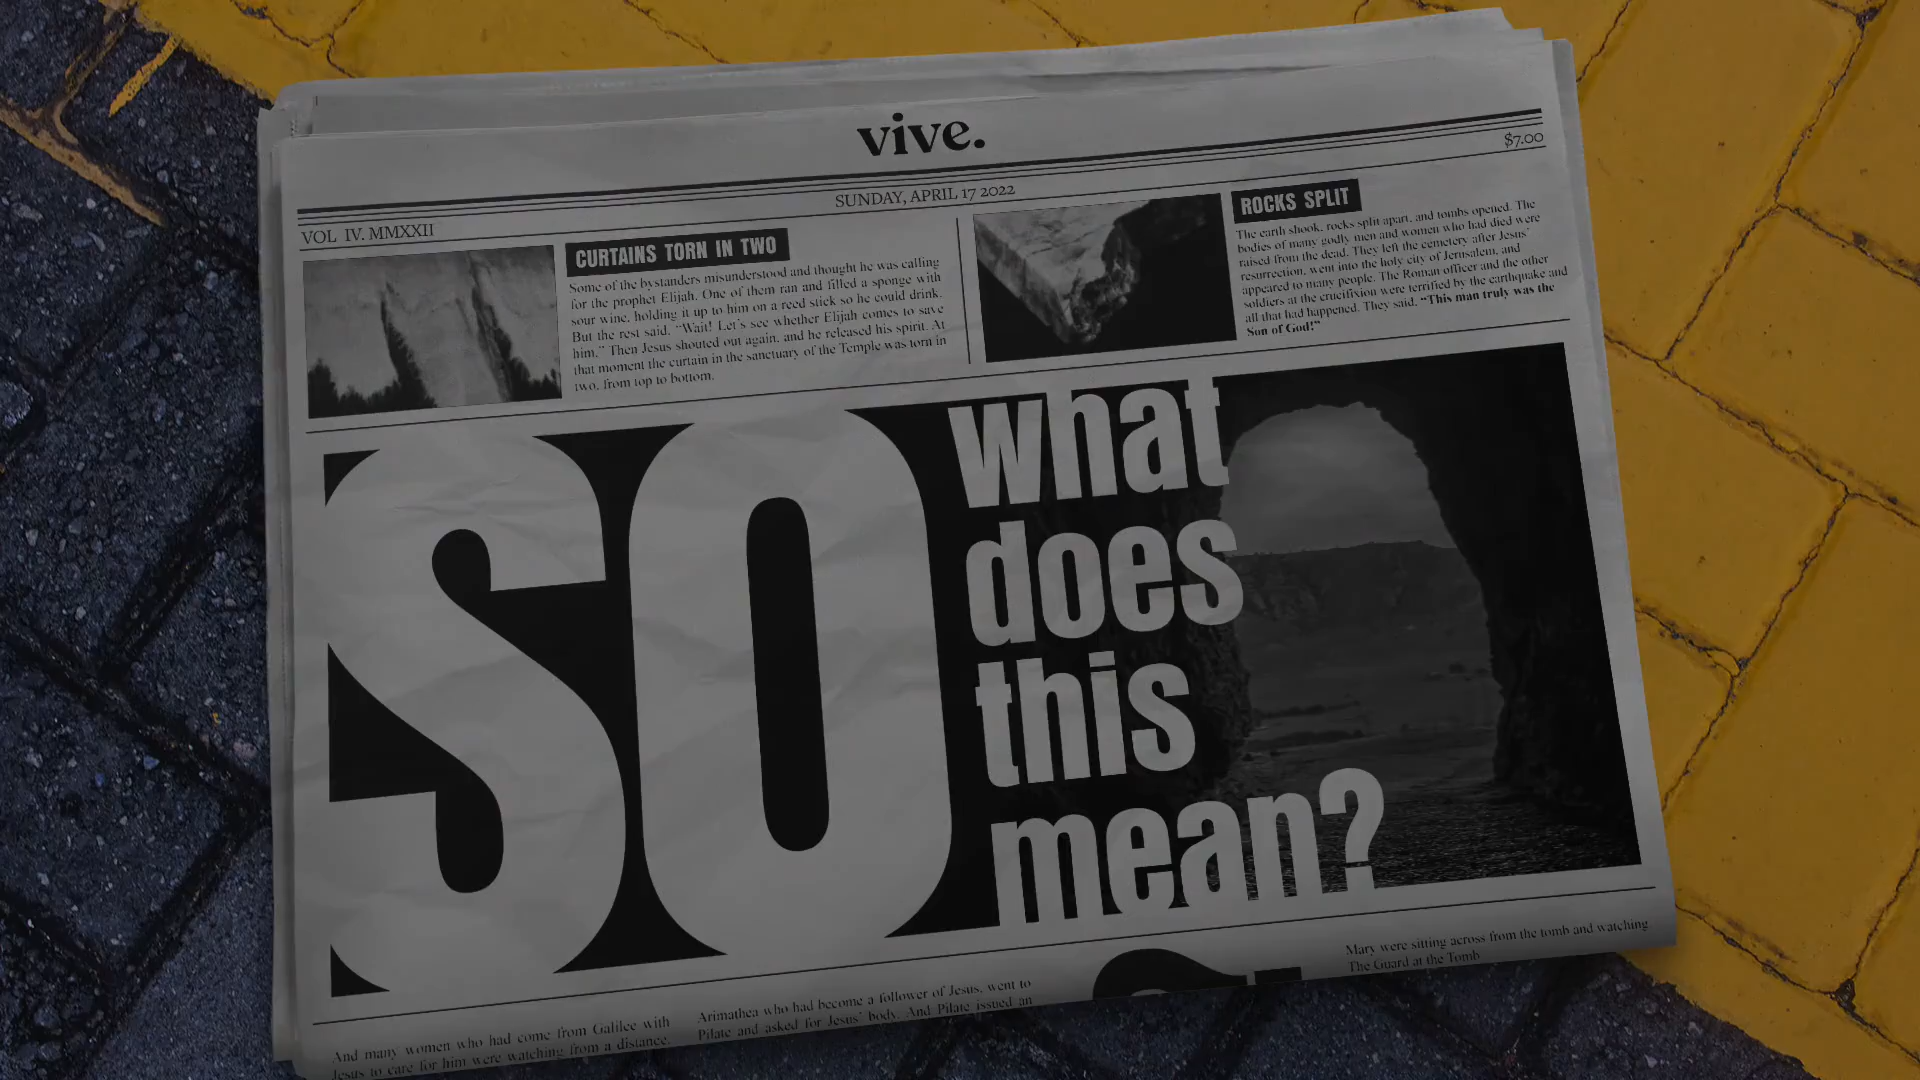 vive.
$7.00
SUNDAY, APRIL 17 2022
VOL IV. MMXXII
CURTAINS TORN IN TWO
Some of the bystanders misunderstood and thought he was calling
for the prophet Elijah. One of them ran and filled a sponge with
sour wine, holding it up to him on a reed stick so he could drink.
But the rest said, “Wait! Let’s see whether Elijah comes to save
him.” Then Jesus shouted out again, and he released his spirit. At
that moment the curtain in the sanctuary of the Temple was torn in
two, from top to bottom.
ROCKS SPLIT
The earth shook, rocks split apart, and tombs opened. The
bodies of many godly men and women who had died were
raised from the dead. They left the cemetery after Jesus’
resurrection, went into the holy city of Jerusalem, and
appeared to many people. The Roman officer and the other
soldiers at the crucifixion were terrified by the earthquake and
all that had happened. They said, “This man truly was the
Son of God!”
SO
what
does
this
mean?
And many women who had come from Galilee with
Jesus to care for him were watching from a distance.
Arimathea who had become a follower of Jesus, went to
Pilate and asked for Jesus’ body. And Pilate issued an
Mary were sitting across from the tomb and watching
The Guard at the Tomb